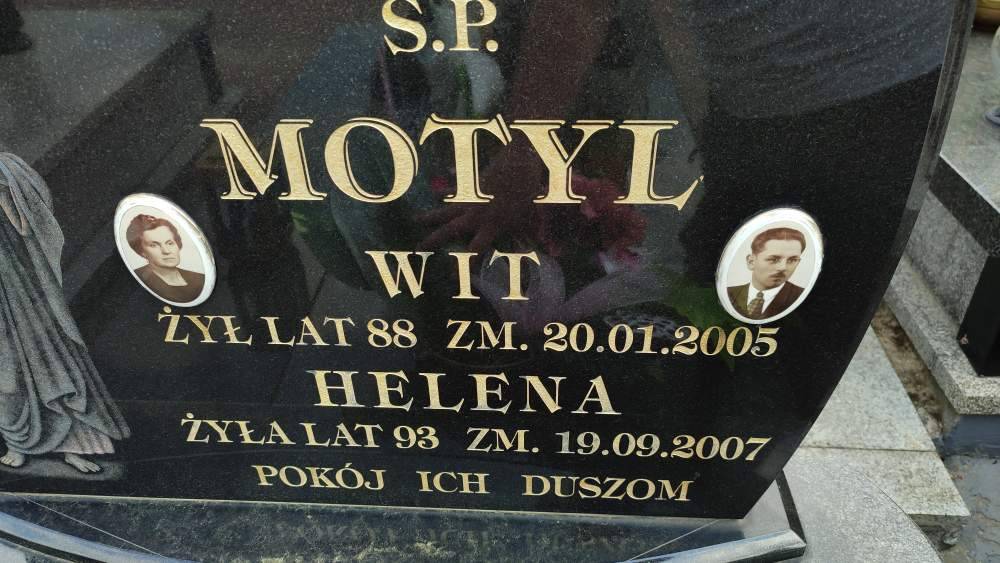 S.P.
MOTYL
WIT
ŻYŁ LAT 88 ZM. 20.01.2005
HELENA
ŻYŁA LAT 93 ZM. 19.09.2007
POKÓJ ICH DUSZOM